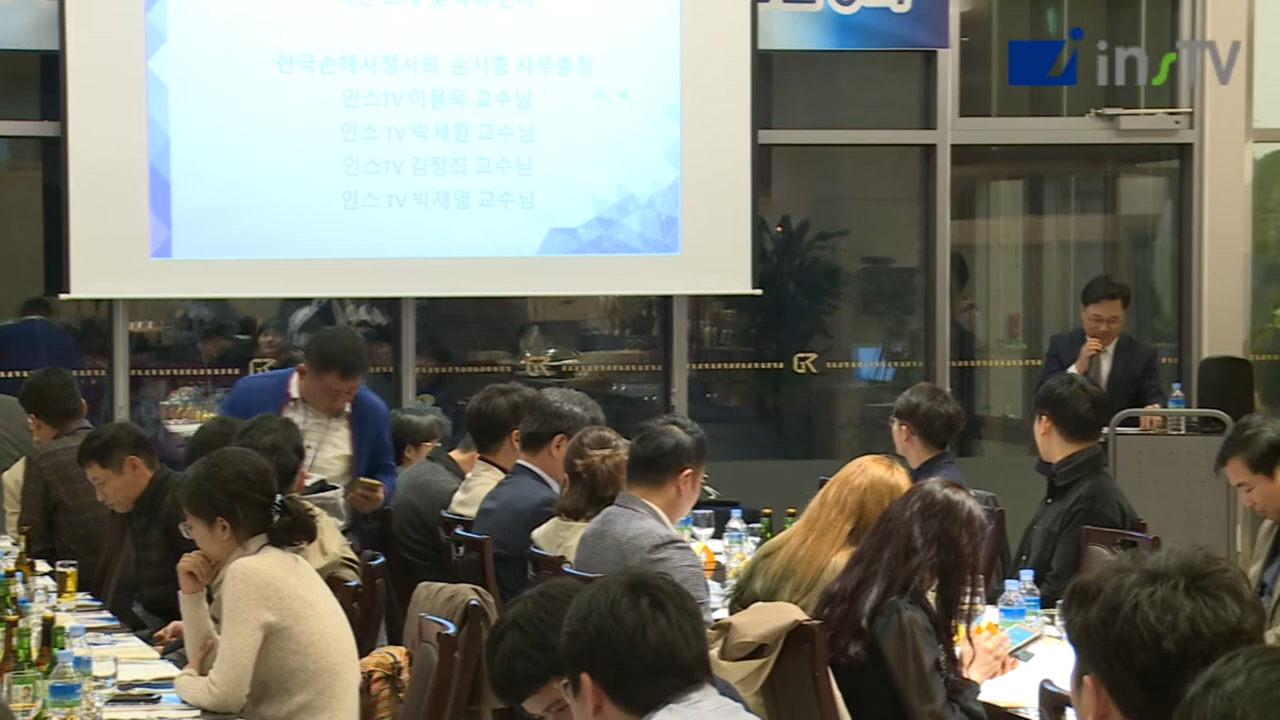 insTV
한국손해사정사회 손시중 사무총장
인스TV 이용욱 교수님
인스 TV 박세원 교수님
인스TV 김정좌 교수님
인스 TV 박재열 교수님